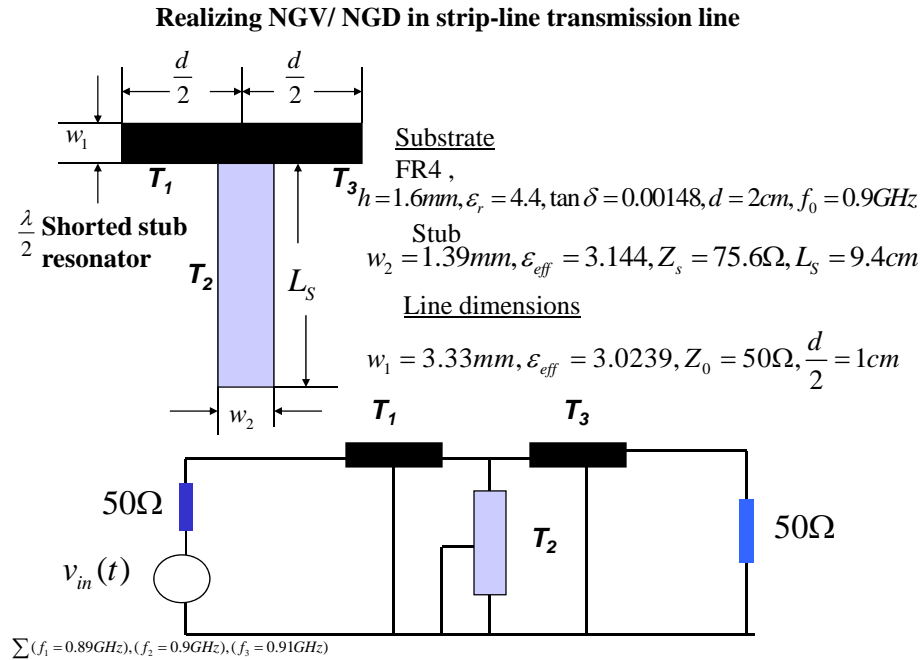 Realizing NGV/ NGD in strip-line transmission line
d/2 d/2
w₁
T₁ T₃
λ/2 Shorted stub
resonator
T₂
L_S
w₂
Substrate
FR4 ,
h = 1.6mm, ε_r = 4.4, tan δ = 0.00148, d = 2cm, f₀ = 0.9GHz
Stub
w₂ = 1.39mm, ε_eff = 3.144, Z_s = 75.6Ω, L_S = 9.4cm
Line dimensions
w₁ = 3.33mm, ε_eff = 3.0239, Z₀ = 50Ω, d/2 = 1cm
T₁ T₃
50Ω
T₂
50Ω
v_in(t)
∑(f₁ = 0.89GHz), (f₂ = 0.9GHz), (f₃ = 0.91GHz)